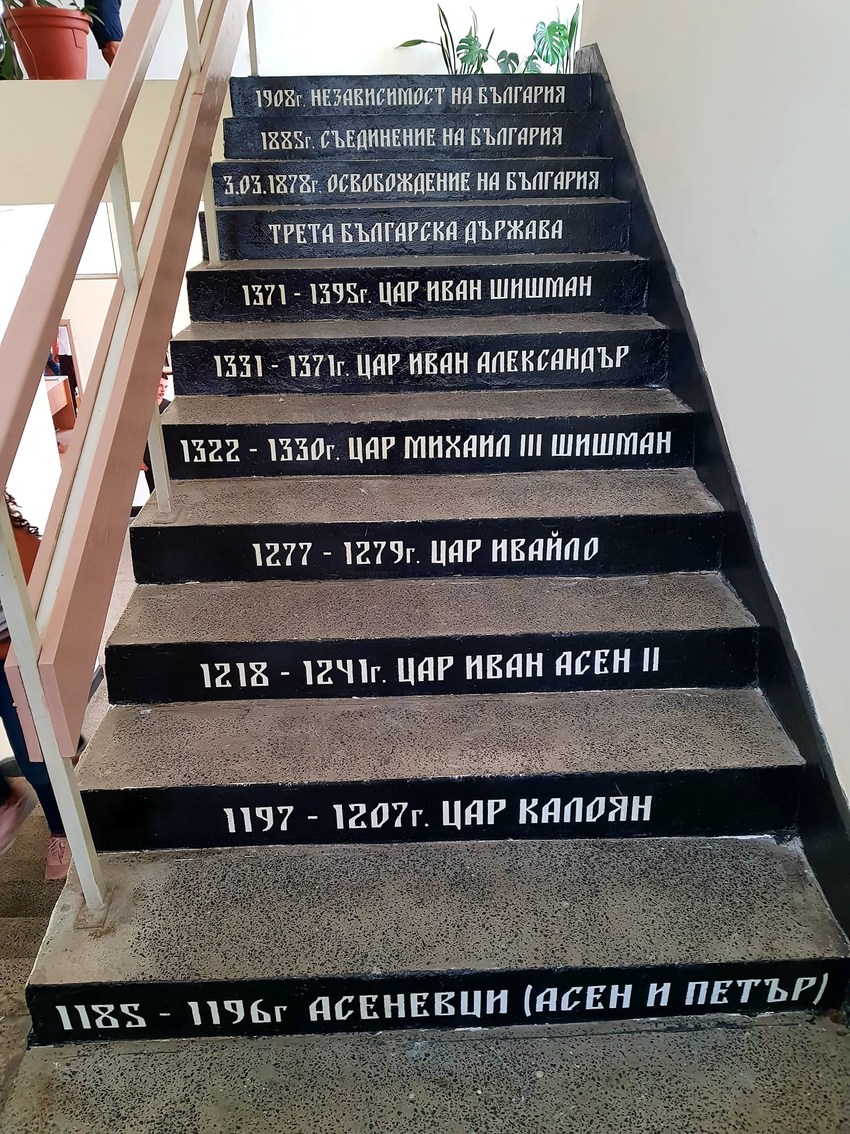 1908г. НЕЗАВИСИМОСТ НА БЪЛГАРИЯ
1885г. СЪЕДИНЕНИЕ НА БЪЛГАРИЯ
3.03.1878г. ОСВОБОЖДЕНИЕ НА БЪЛГАРИЯ
ТРЕТА БЪЛГАРСКА ДЪРЖАВА
1371 - 1395г. ЦАР ИВАН ШИШМАН
1331 - 1371г. ЦАР ИВАН АЛЕКСАНДЪР
1322 - 1330г. ЦАР МИХАИЛ III ШИШМАН
1277 - 1279г. ЦАР ИВАЙЛО
1218 - 1241г. ЦАР ИВАН АСЕН II
1197 - 1207г. ЦАР КАЛОЯН
1185 - 1196г АСЕНЕВЦИ (АСЕН И ПЕТЪР)